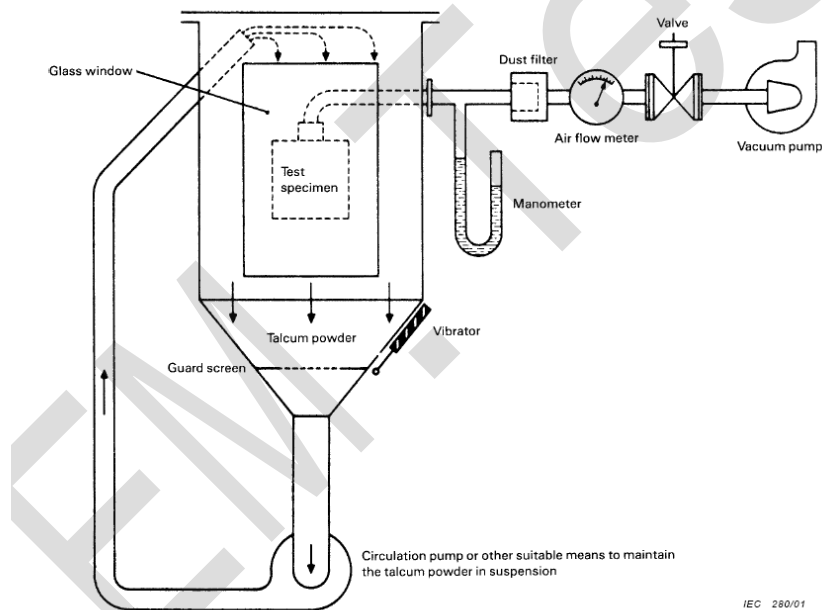 Valve
Dust filter
Glass window
Air flow meter
Vacuum pump
Test
specimen
Manometer
Talcum powder
Vibrator
Guard screen
Circulation pump or other suitable means to maintain
the talcum powder in suspension
IEC 280/01